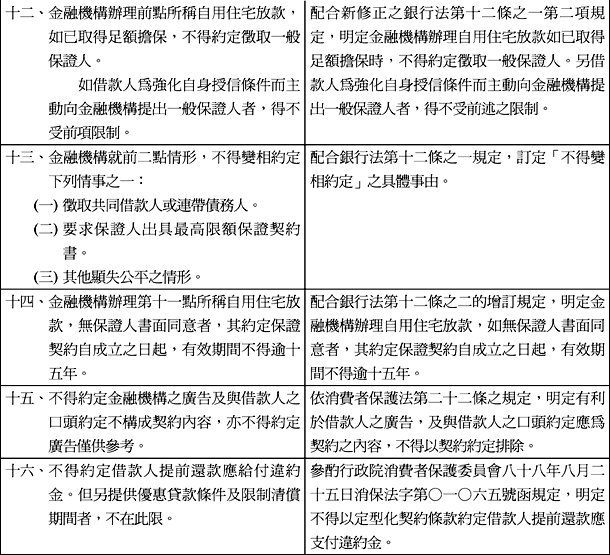 十二、金融機構辦理前點所稱自用住宅放款，
如已取得足額擔保，不得約定徵取一般
保證人。
如借款人為強化自身授信條件而主
動向金融機構提出一般保證人者，得不
受前項限制。
配合新修正之銀行法第十二條之一第二項規
定，明定金融機構辦理自用住宅放款如已取得
足額擔保時，不得約定徵取一般保證人。另借
款人為強化自身授信條件而主動向金融機構提
出一般保證人者，得不受前述之限制。
十三、金融機構就前二點情形，不得變相約定
下列情事之一：
(一) 徵取共同借款人或連帶債務人。
(二) 要求保證人出具最高限額保證契約
書。
(三) 其他顯失公平之情形。
配合銀行法第十二條之一規定，訂定「不得變
相約定」之具體事由。
十四、金融機構辦理第十一點所稱自用住宅放
款，無保證人書面同意者，其約定保證
契約自成立之日起，有效期間不得逾十
五年。
配合銀行法第十二條之二的增訂規定，明定金
融機構辦理自用住宅放款，如無保證人書面同
意者，其約定保證契約自成立之日起，有效期
間不得逾十五年。
十五、不得約定金融機構之廣告及與借款人之
口頭約定不構成契約內容，亦不得約定
廣告僅供參考。
依消費者保護法第二十二條之規定，明定有利
於借款人之廣告，及與借款人之口頭約定應為
契約之內容，不得以契約約定排除。
十六、不得約定借款人提前還款應給付違約
金。但另提供優惠貸款條件及限制清償
期間者，不在此限。
參酌行政院消費者保護委員會八十八年八月二
十五日消保法字第〇一〇六五號函規定，明定
不得以定型化契約條款約定借款人提前還款應
支付違約金。